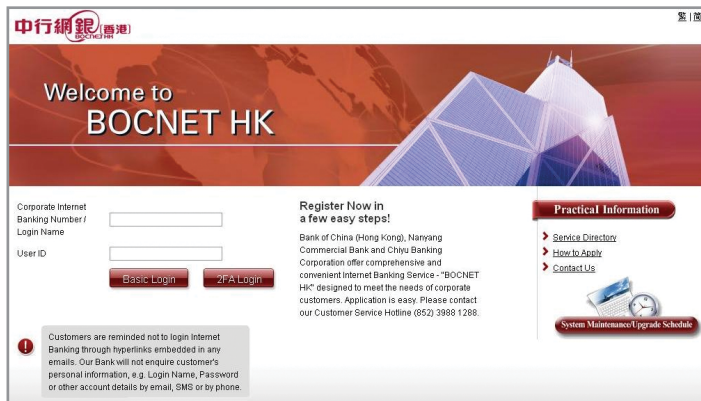 中行網銀(香港)
BOCNET HK
繁 | 简
Welcome to
BOCNET HK
Corporate Internet
Banking Number /
Login Name
User ID
Basic Login 2FA Login
Customers are reminded not to login Internet
Banking through hyperlinks embedded in any
emails. Our Bank will not enquire customer's
personal information, e.g. Login Name, Password
or other account details by email, SMS or by phone.
Register Now in
a few easy steps!
Bank of China (Hong Kong), Nanyang
Commercial Bank and Chiyu Banking
Corporation offer comprehensive and
convenient Internet Banking Service - "BOCNET
HK" designed to meet the needs of corporate
customers. Application is easy. Please contact
our Customer Service Hotline (852) 3988 1288.
Practical Information
Service Directory
How to Apply
Contact Us
System Maintenance/Upgrade Schedule